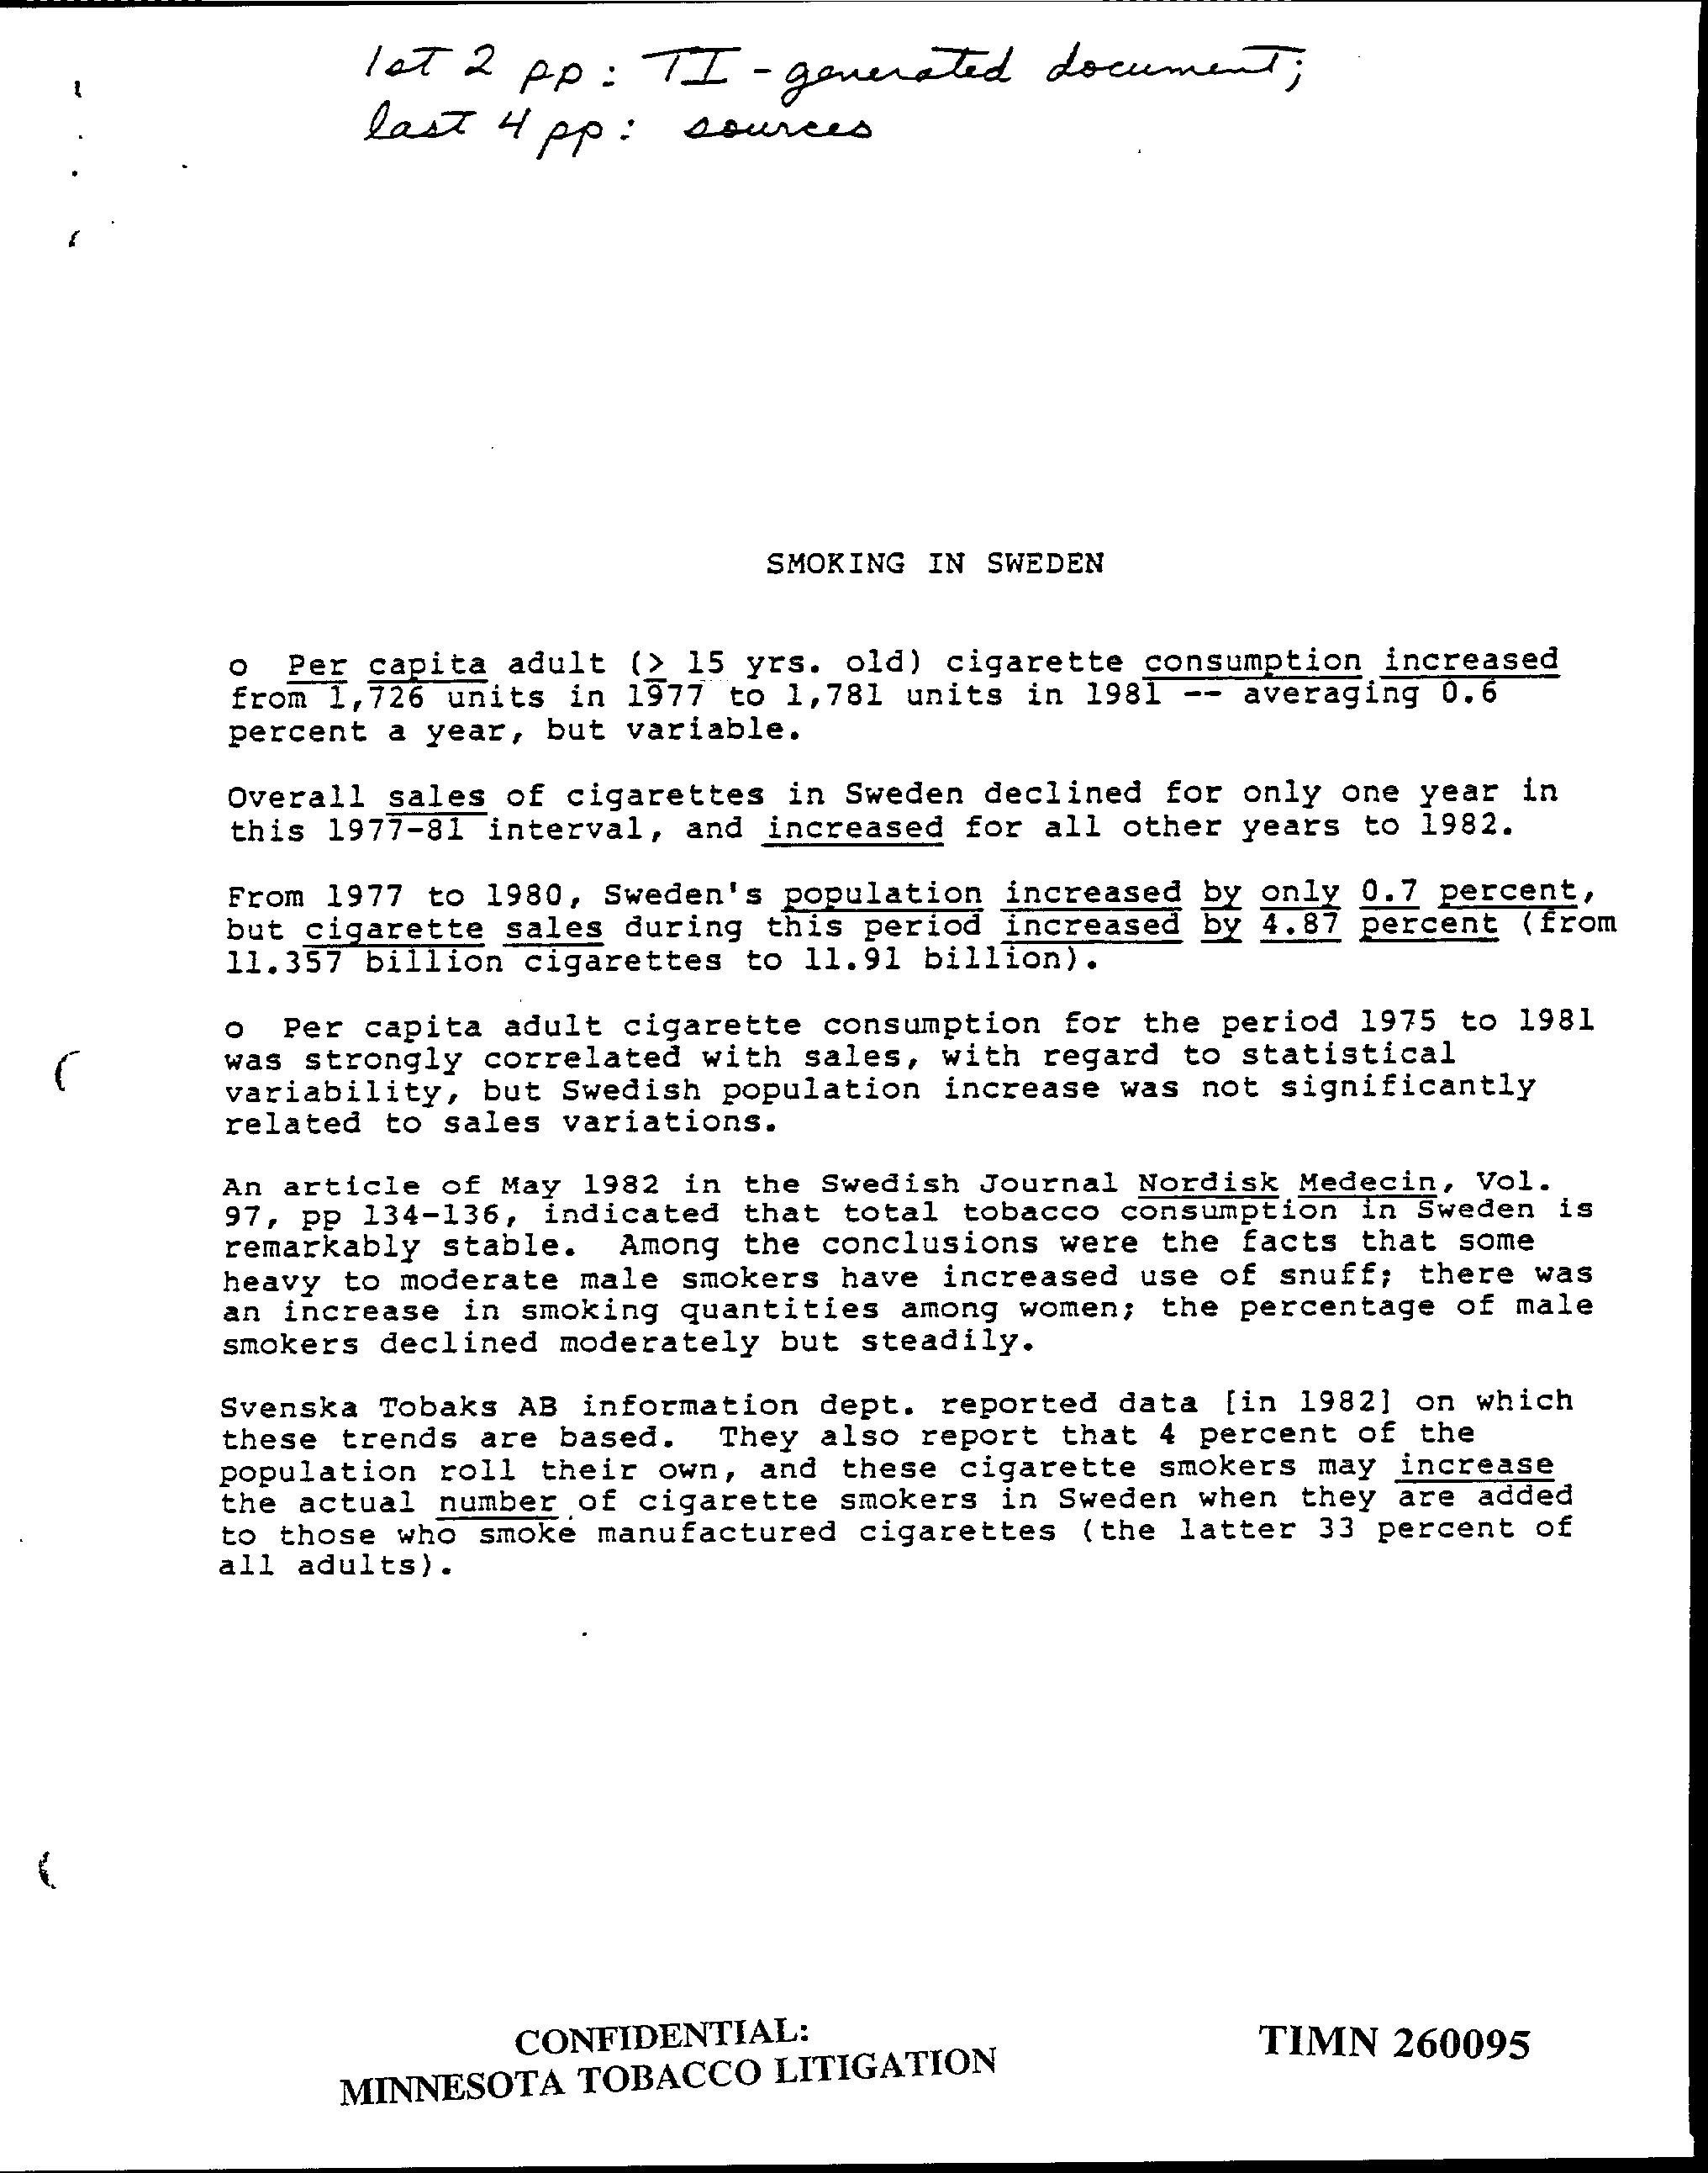 1st 2 pp: TI-generated document;
last 4 pp: sources
SMOKING IN SWEDEN
o Per capita adult (≥ 15 yrs. old) cigarette consumption increased
from 1,726 units in 1977 to 1,781 units in 1981 -- averaging 0.6
percent a year, but variable.
Overall sales of cigarettes in Sweden declined for only one year in
this 1977-81 interval, and increased for all other years to 1982.
From 1977 to 1980, Sweden's population increased by only 0.7 percent,
but cigarette sales during this period increased by 4.87 percent (from
11.357 billion cigarettes to 11.91 billion).
o Per capita adult cigarette consumption for the period 1975 to 1981
was strongly correlated with sales, with regard to statistical
variability, but Swedish population increase was not significantly
related to sales variations.
An article of May 1982 in the Swedish Journal Nordisk Medecin, Vol.
97, pp 134-136, indicated that total tobacco consumption in Sweden is
remarkably stable. Among the conclusions were the facts that some
heavy to moderate male smokers have increased use of snuff; there was
an increase in smoking quantities among women; the percentage of male
smokers declined moderately but steadily.
Svenska Tobaks AB information dept. reported data [in 1982] on which
these trends are based. They also report that 4 percent of the
population roll their own, and these cigarette smokers may increase
the actual number of cigarette smokers in Sweden when they are added
to those who smoke manufactured cigarettes (the latter 33 percent of
all adults).
CONFIDENTIAL:
MINNESOTA TOBACCO LITIGATION
TIMN 260095